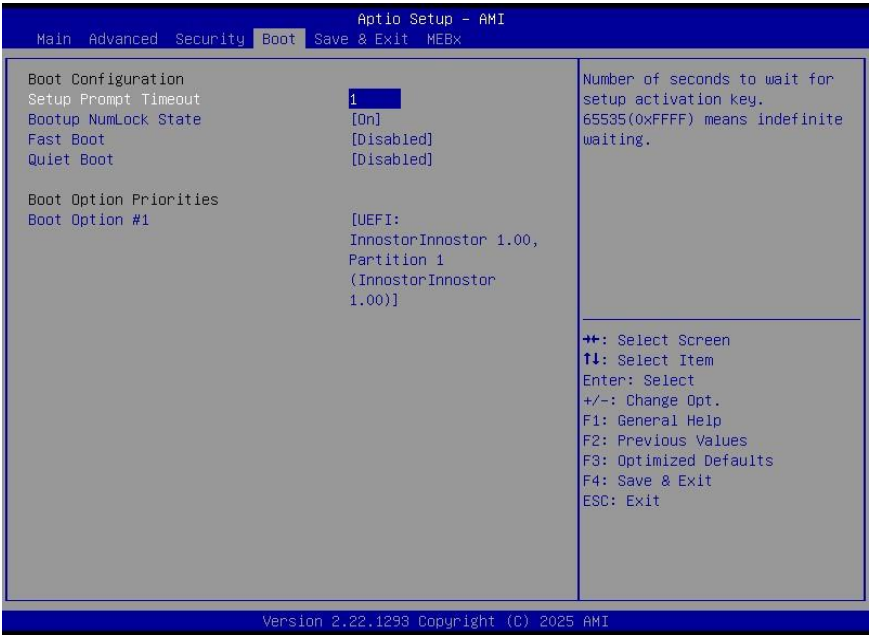 Aptio Setup - AMI
Main Advanced Security Boot Save & Exit MEBx
Boot Configuration
Setup Prompt Timeout 1
Bootup NumLock State [On]
Fast Boot [Disabled]
Quiet Boot [Disabled]
Boot Option Priorities
Boot Option #1 [UEFI:
InnostorInnostor 1.00,
Partition 1
(InnostorInnostor
1.00)]
Number of seconds to wait for
setup activation key.
65535(0xFFFF) means indefinite
waiting.
→←: Select Screen
↑↓: Select Item
Enter: Select
+/-: Change Opt.
F1: General Help
F2: Previous Values
F3: Optimized Defaults
F4: Save & Exit
ESC: Exit
Version 2.22.1293 Copyright (C) 2025 AMI